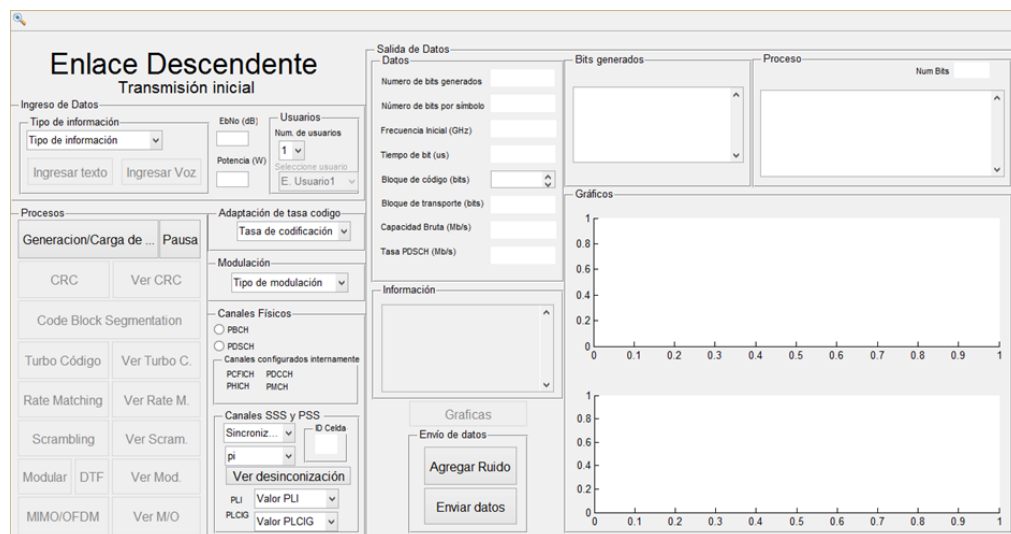 Enlace Descendente
Transmisión inicial
Ingreso de Datos
Tipo de información
Tipo de información
Ingresar texto
Ingresar Voz
EbNo (dB)
Potencia (W)
Usuarios
Num. de usuarios
1
Seleccione usuario
E. Usuario1
Procesos
Generacion/Carga de ...
Pausa
CRC
Ver CRC
Code Block Segmentation
Turbo Código
Ver Turbo C.
Rate Matching
Ver Rate M.
Scrambling
Ver Scram.
Modular
DTF
Ver Mod.
MIMO/OFDM
Ver M/O
Adaptación de tasa codigo
Tasa de codificación
Modulación
Tipo de modulación
Canales Físicos
PBCH
PDSCH
Canales configurados internamente
PCFICH PDCCH
PHICH PMCH
Canales SSS y PSS
Sincroniz...
ID Celda
pi
Ver desinconización
PLI
Valor PLI
PLCIG
Valor PLCIG
Salida de Datos
Datos
Numero de bits generados
Número de bits por símbolo
Frecuencia Inicial (GHz)
Tiempo de bit (us)
Bloque de código (bits)
Bloque de transporte (bits)
Capacidad Bruta (Mb/s)
Tasa PDSCH (Mb/s)
Información
Graficas
Envío de datos
Agregar Ruido
Enviar datos
Bits generados
Proceso
Num Bits
Gráficos
1
0.8
0.6
0.4
0.2
0
0 0.1 0.2 0.3 0.4 0.5 0.6 0.7 0.8 0.9 1
1
0.8
0.6
0.4
0.2
0
0 0.1 0.2 0.3 0.4 0.5 0.6 0.7 0.8 0.9 1